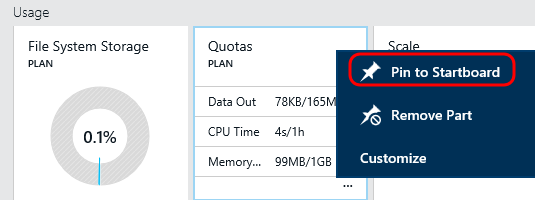 Usage
File System Storage
PLAN
0.1%
Quotas
PLAN
Data Out 78KB/165M
CPU Time 4s/1h
Memory... 99MB/1GB
...
Scale
Pin to Startboard
Remove Part
Customize